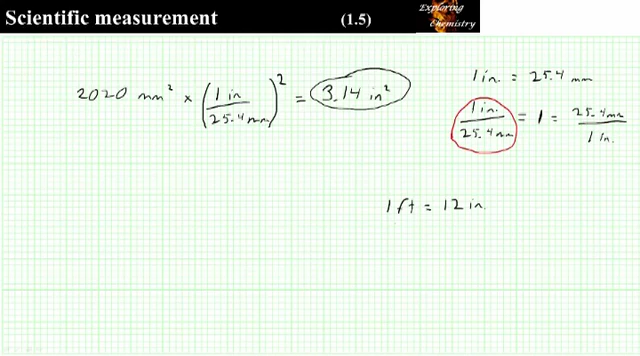 Scientific measurement (1.5) Exploring Chemistry
2020 mm² × (1 in / 25.4 mm)² = 3.14 in²
1 in. = 25.4 mm
1 in. / 25.4 mm = 1 = 25.4 mm / 1 in.
1 ft = 12 in.